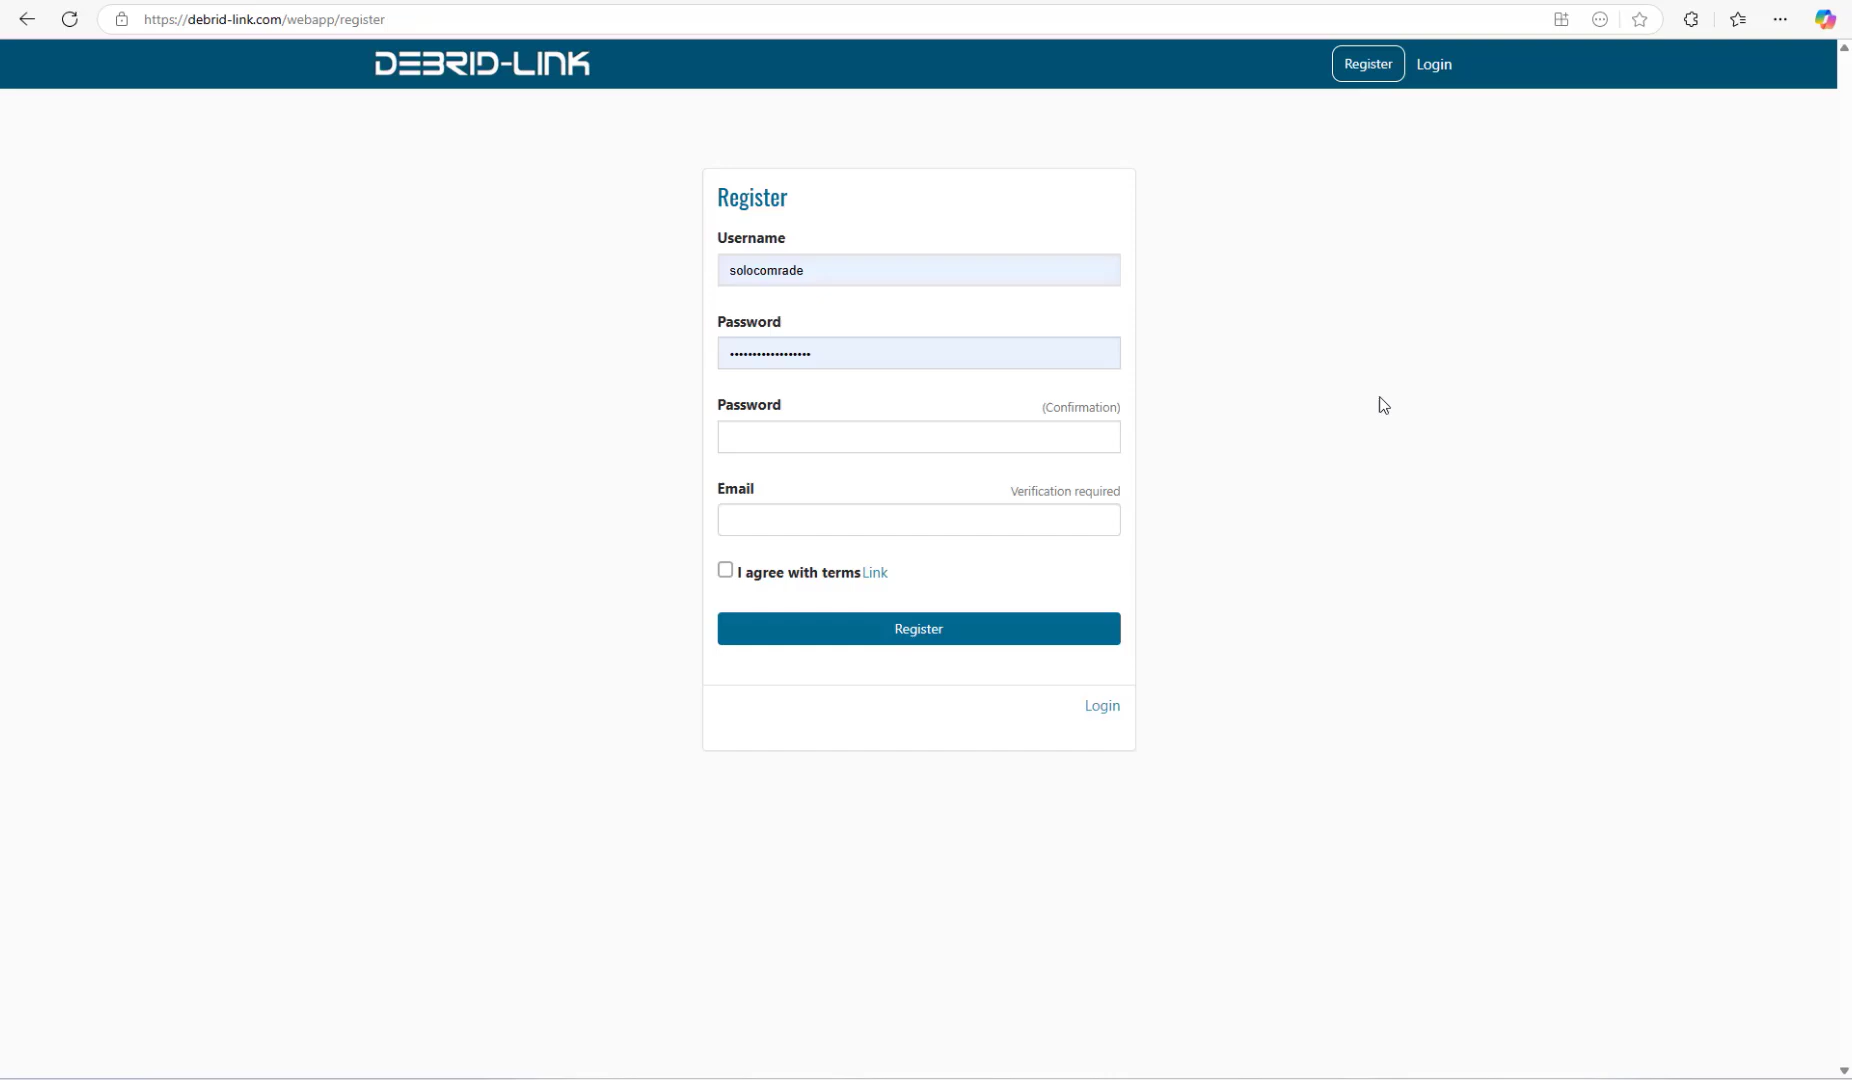 https://debrid-link.com/webapp/register
DEBRID-LINK
Register
Login
Register
Username
solocomrade
Password
••••••••••••••••••
Password
(Confirmation)
Email
Verification required
I agree with terms Link
Register
Login